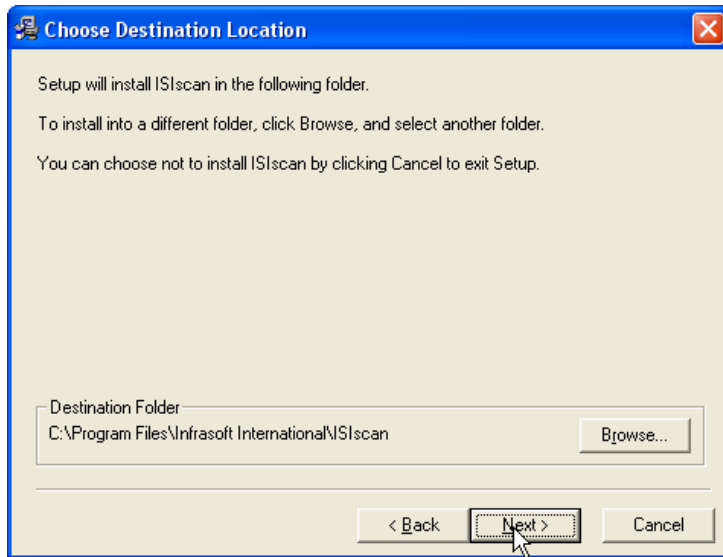 Choose Destination Location
Setup will install ISIscan in the following folder.
To install into a different folder, click Browse, and select another folder.
You can choose not to install ISIscan by clicking Cancel to exit Setup.
Destination Folder
C:\Program Files\Infrasoft International\ISIscan
Browse...
< Back
Next >
Cancel